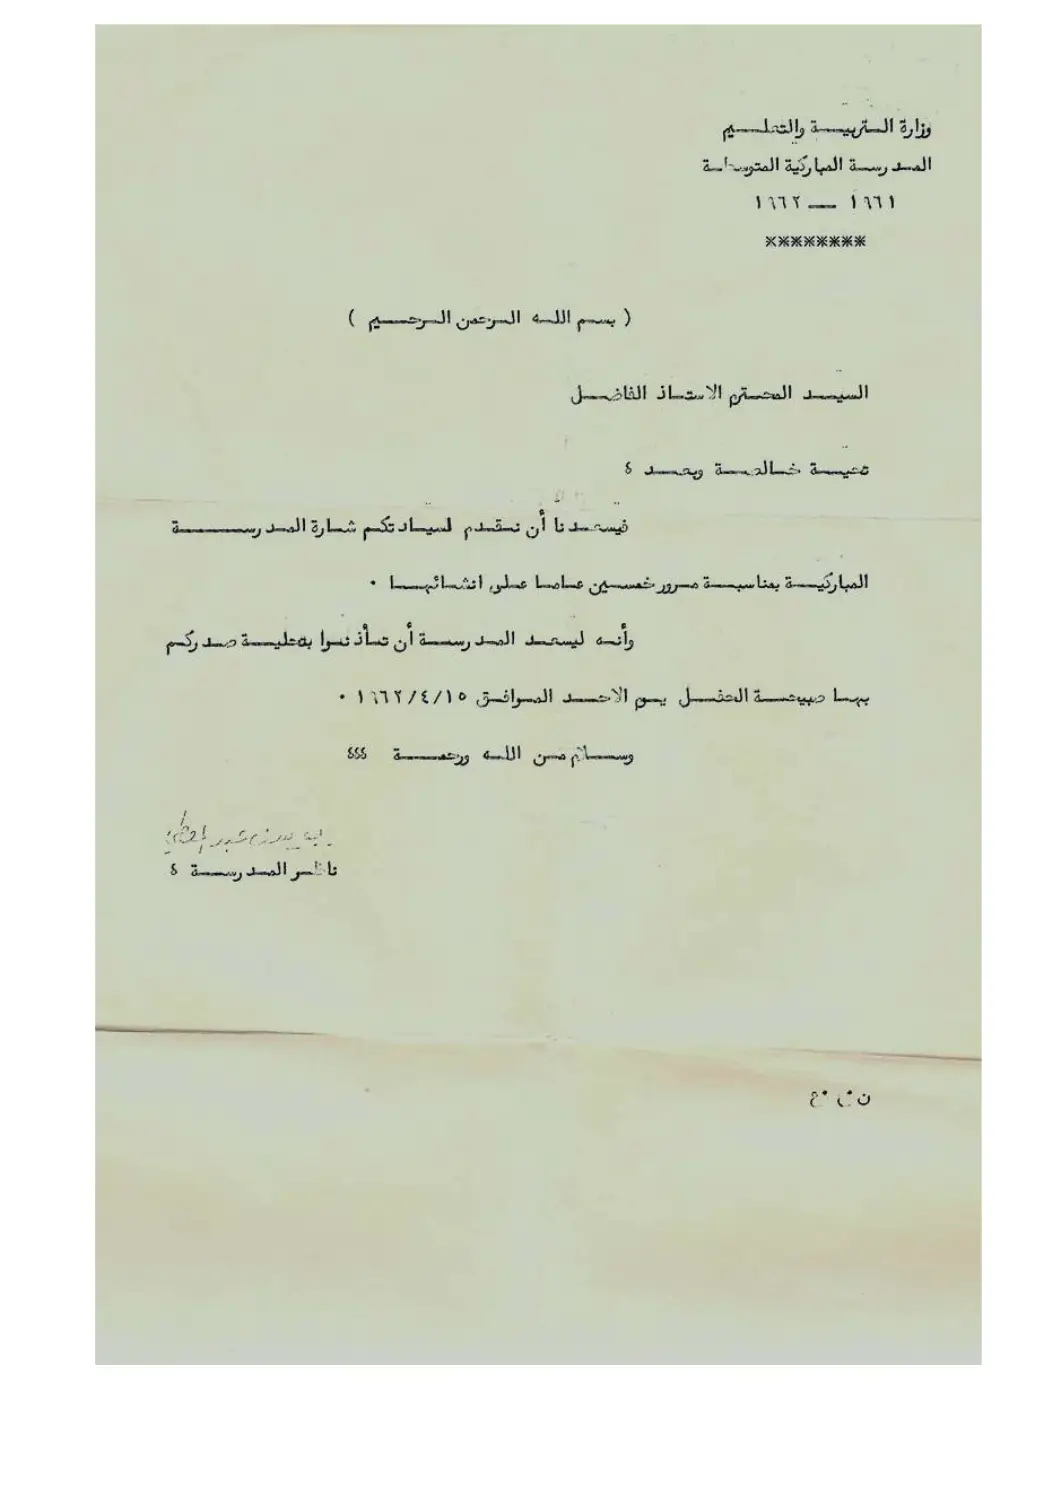 وزارة التربية والتعليم
المدرسة المباركية المتوسطة
١٩٦١ — ١٩٦٢
********
( بسم الله الرحمن الرحيم )
السيد المحترم الاستاذ الفاضل
تحية خالصة وبعد ،
فيسعدنا أن نقدم لسيادتكم شارة المدرسة
المباركية بمناسبة مرور خمسين عاما على انشائها ٠
وأنه ليسعد المدرسة أن تأذنوا بتحلية صدركم
بها صبيحة الحفل يوم الاحد الموافق ١٩٦٢/٤/١٥ ٠
وسلام من الله ورحمة ،،،
ناظر المدرسة ،